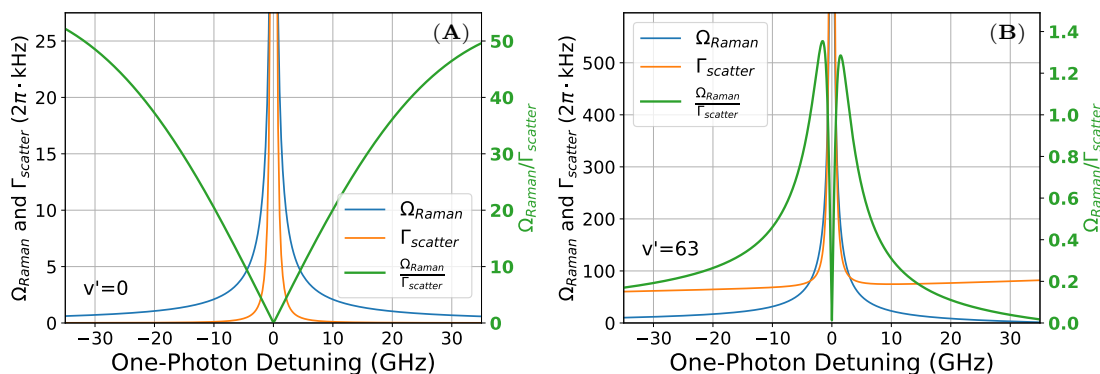 (A)
Ω_Raman and Γ_scatter (2π· kHz)
25
20
15
10
5
0
50
40
30
20
10
0
Ω_Raman/Γ_scatter
Ω_Raman
Γ_scatter
Ω_Raman/Γ_scatter
v'=0
−30 −20 −10 0 10 20 30
One-Photon Detuning (GHz)
(B)
Ω_Raman and Γ_scatter (2π· kHz)
500
400
300
200
100
0
1.4
1.2
1.0
0.8
0.6
0.4
0.2
0.0
Ω_Raman/Γ_scatter
Ω_Raman
Γ_scatter
Ω_Raman/Γ_scatter
v'=63
−30 −20 −10 0 10 20 30
One-Photon Detuning (GHz)